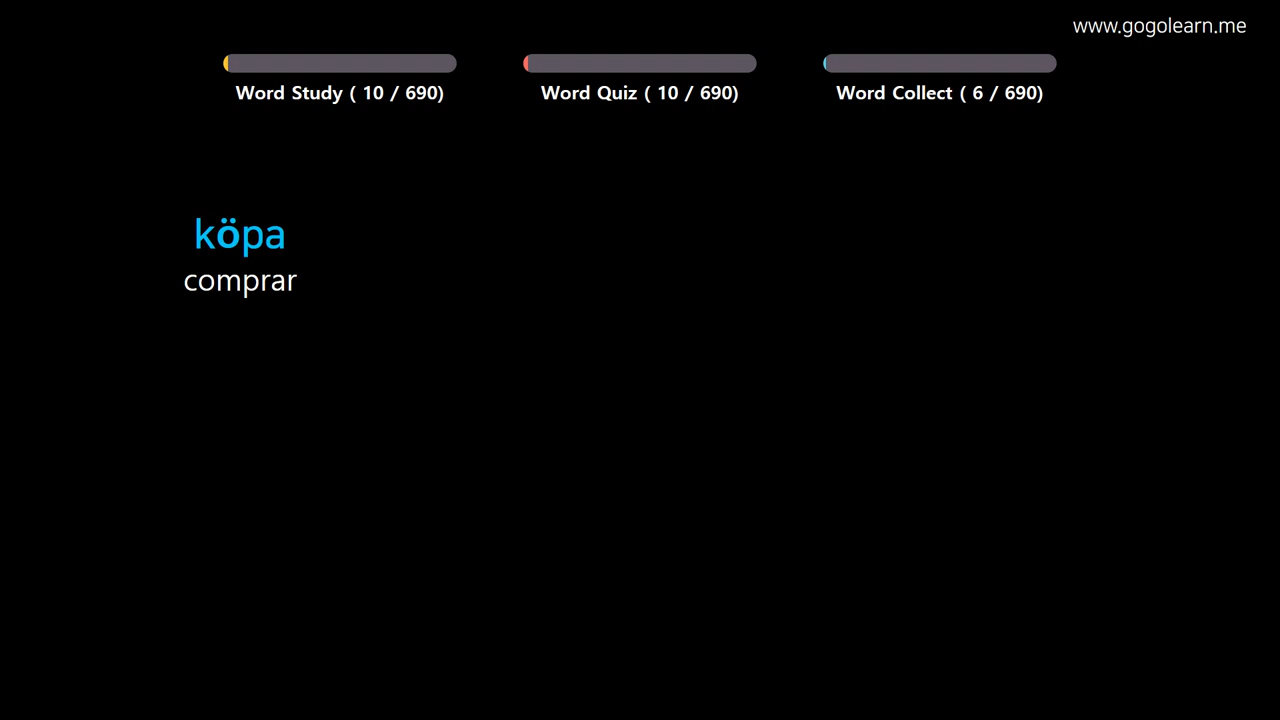 www.gogolearn.me
Word Study ( 10 / 690)
Word Quiz ( 10 / 690)
Word Collect ( 6 / 690)
köpa
comprar